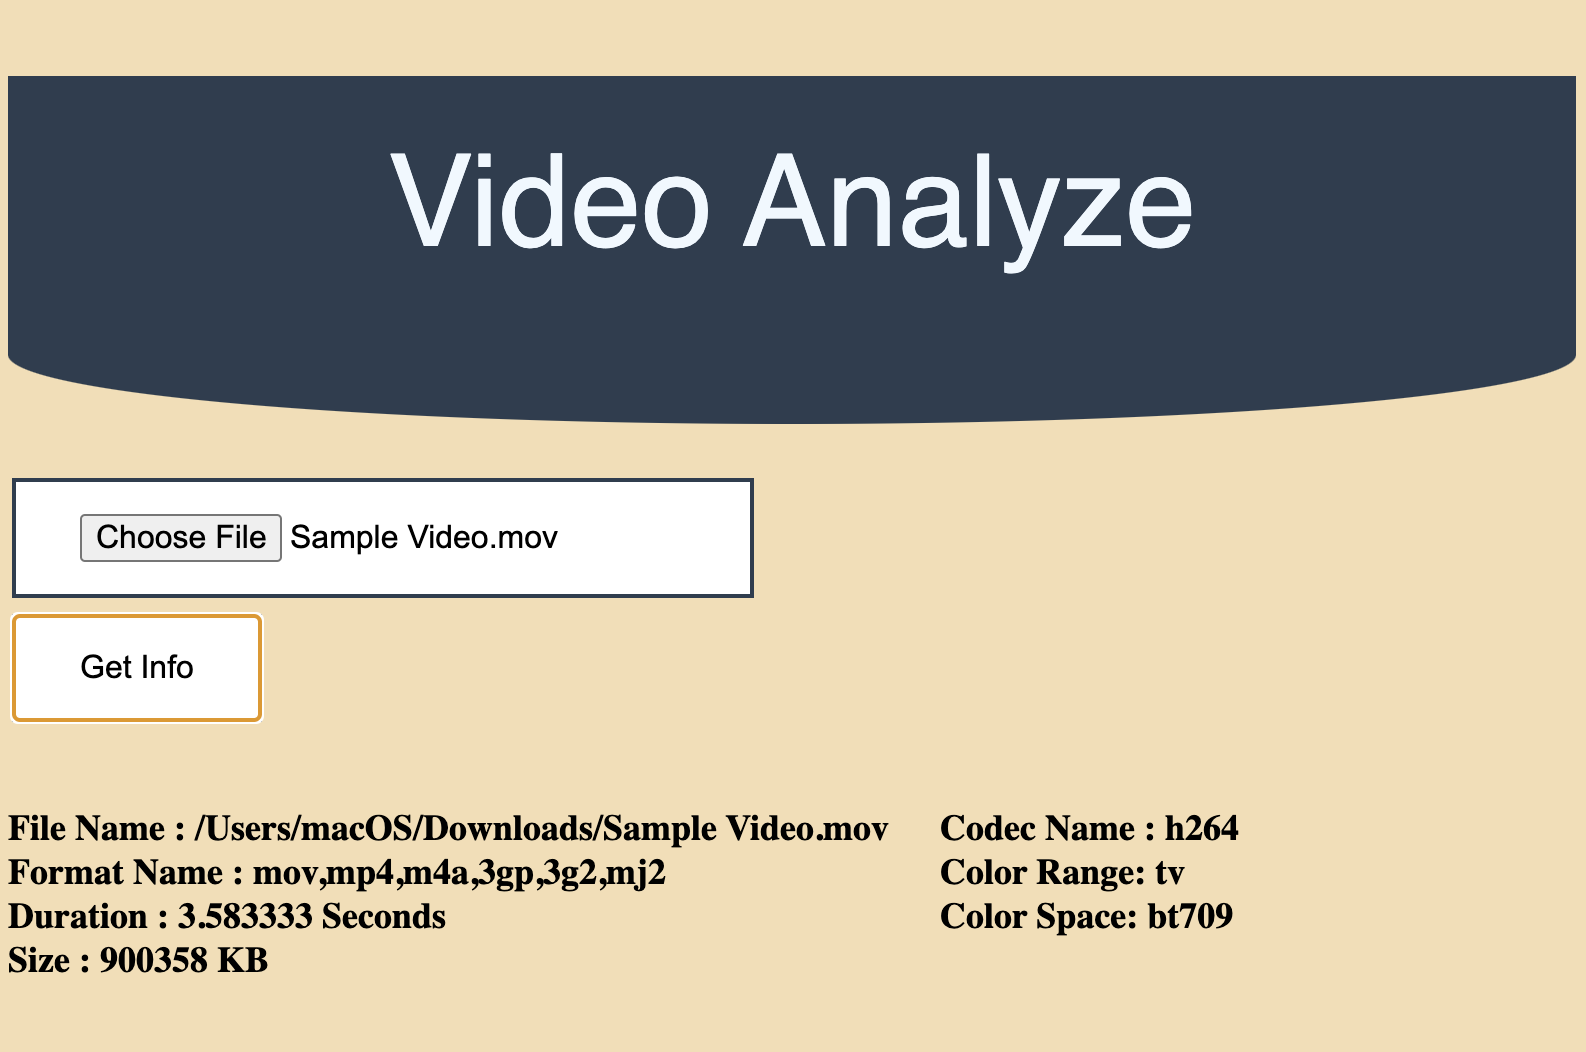 Video Analyze
Choose File Sample Video.mov
Get Info
File Name : /Users/macOS/Downloads/Sample Video.mov
Format Name : mov,mp4,m4a,3gp,3g2,mj2
Duration : 3.583333 Seconds
Size : 900358 KB
Codec Name : h264
Color Range: tv
Color Space: bt709